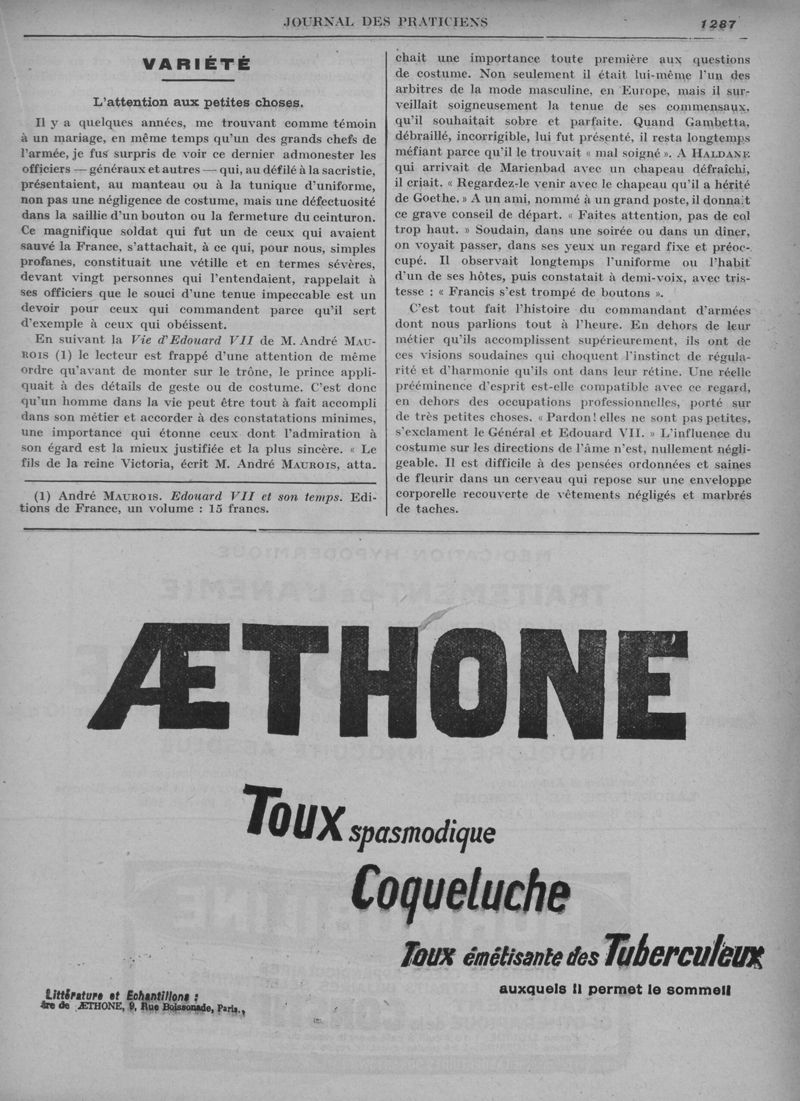 JOURNAL DES PRATICIENS
1287
VARIÉTÉ
L'attention aux petites choses.
Il y a quelques années, me trouvant comme témoin
à un mariage, en même temps qu'un des grands chefs de
l'armée, je fus surpris de voir ce dernier admonester les
officiers — généraux et autres — qui, au défilé à la sacristie,
présentaient, au manteau ou à la tunique d'uniforme,
non pas une négligence de costume, mais une défectuosité
dans la saillie d'un bouton ou la fermeture du ceinturon.
Ce magnifique soldat qui fut un de ceux qui avaient
sauvé la France, s'attachait, à ce qui, pour nous, simples
profanes, constituait une vétille et en termes sévères,
devant vingt personnes qui l'entendaient, rappelait à
ses officiers que le souci d'une tenue impeccable est un
devoir pour ceux qui commandent parce qu'il sert
d'exemple à ceux qui obéissent.
En suivant la Vie d'Edouard VII de M. André MAU-
ROIS (1) le lecteur est frappé d'une attention de même
ordre qu'avant de monter sur le trône, le prince appli-
quait à des détails de geste ou de costume. C'est donc
qu'un homme dans la vie peut être tout à fait accompli
dans son métier et accorder à des constatations minimes,
une importance qui étonne ceux dont l'admiration à
son égard est la mieux justifiée et la plus sincère. « Le
fils de la reine Victoria, écrit M. André MAUROIS, atta.
(1) André MAUROIS. Edouard VII et son temps. Edi-
tions de France, un volume : 15 francs.
chait une importance toute première aux questions
de costume. Non seulement il était lui-même l'un des
arbitres de la mode masculine, en Europe, mais il sur-
veillait soigneusement la tenue de ses commensaux,
qu'il souhaitait sobre et parfaite. Quand Gambetta,
débraillé, incorrigible, lui fut présenté, il resta longtemps
méfiant parce qu'il le trouvait « mal soigné ». A HALDANE
qui arrivait de Marienbad avec un chapeau défraîchi,
il criait. « Regardez-le venir avec le chapeau qu'il a hérité
de Goethe. » A un ami, nommé à un grand poste, il donnait
ce grave conseil de départ. « Faites attention, pas de col
trop haut. » Soudain, dans une soirée ou dans un dîner,
on voyait passer, dans ses yeux un regard fixe et préoc-
cupé. Il observait longtemps l'uniforme ou l'habit
d'un de ses hôtes, puis constatait à demi-voix, avec tris-
tesse : « Francis s'est trompé de boutons ».
C'est tout fait l'histoire du commandant d'armées
dont nous parlions tout à l'heure. En dehors de leur
métier qu'ils accomplissent supérieurement, ils ont de
ces visions soudaines qui choquent l'instinct de régula-
rité et d'harmonie qu'ils ont dans leur rétine. Une réelle
prééminence d'esprit est-elle compatible avec ce regard,
en dehors des occupations professionnelles, porté sur
de très petites choses. « Pardon ! elles ne sont pas petites,
s'exclament le Général et Edouard VII. » L'influence du
costume sur les directions de l'âme n'est, nullement négli-
geable. Il est difficile à des pensées ordonnées et saines
de fleurir dans un cerveau qui repose sur une enveloppe
corporelle recouverte de vêtements négligés et marbrés
de taches.
ÆTHONE
Toux spasmodique
Coqueluche
Toux émétisante des Tuberculeux
auxquels il permet le sommeil
Littérature et Echantillons :
de ÆTHONE, 9, Rue Boissonade, Paris.,